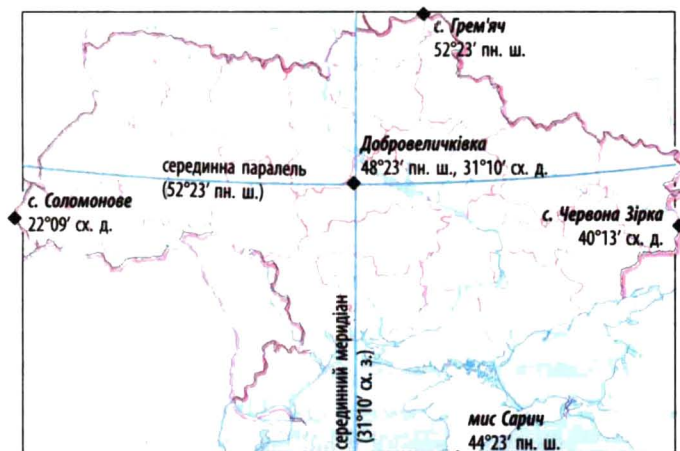 с. Грем'яч
52°23' пн. ш.
Добровеличківка
48°23' пн. ш., 31°10' сх. д.
серединна паралель
(52°23' пн. ш.)
с. Соломонове
22°09' сх. д.
с. Червона Зірка
40°13' сх. д.
серединний меридіан
(31°10' сх. з.)
мис Сарич
44°23' пн. ш.